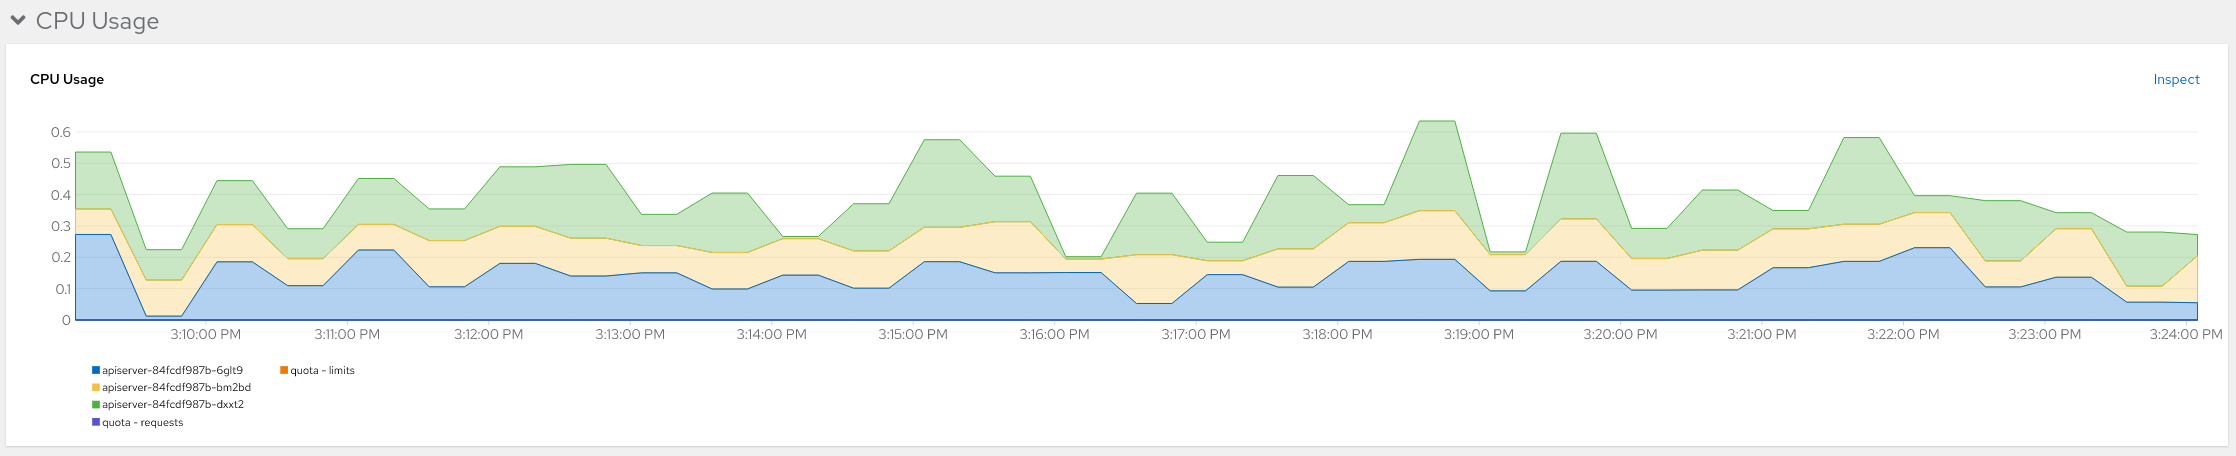 CPU Usage
CPU Usage
Inspect
0.6
0.5
0.4
0.3
0.2
0.1
0
3:10:00 PM 3:11:00 PM 3:12:00 PM 3:13:00 PM 3:14:00 PM 3:15:00 PM 3:16:00 PM 3:17:00 PM 3:18:00 PM 3:19:00 PM 3:20:00 PM 3:21:00 PM 3:22:00 PM 3:23:00 PM 3:24:00 PM
apiserver-84fcdf987b-6glt9 quota - limits
apiserver-84fcdf987b-bm2bd
apiserver-84fcdf987b-dxxt2
quota - requests